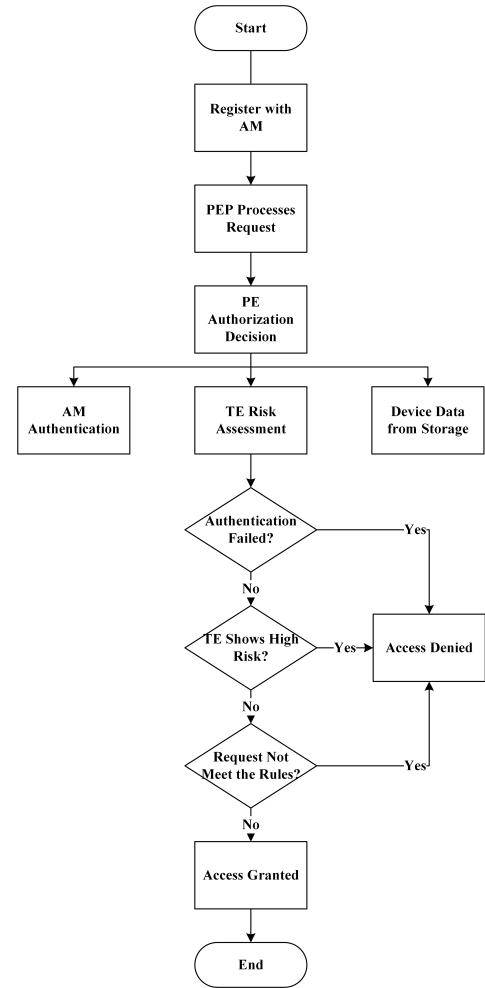 Start
Register with
AM
PEP Processes
Request
PE
Authorization
Decision
AM
Authentication
TE Risk
Assessment
Device Data
from Storage
Authentication
Failed?
Yes
No
TE Shows High
Risk?
Yes
Access Denied
No
Request Not
Meet the Rules?
Yes
No
Access Granted
End